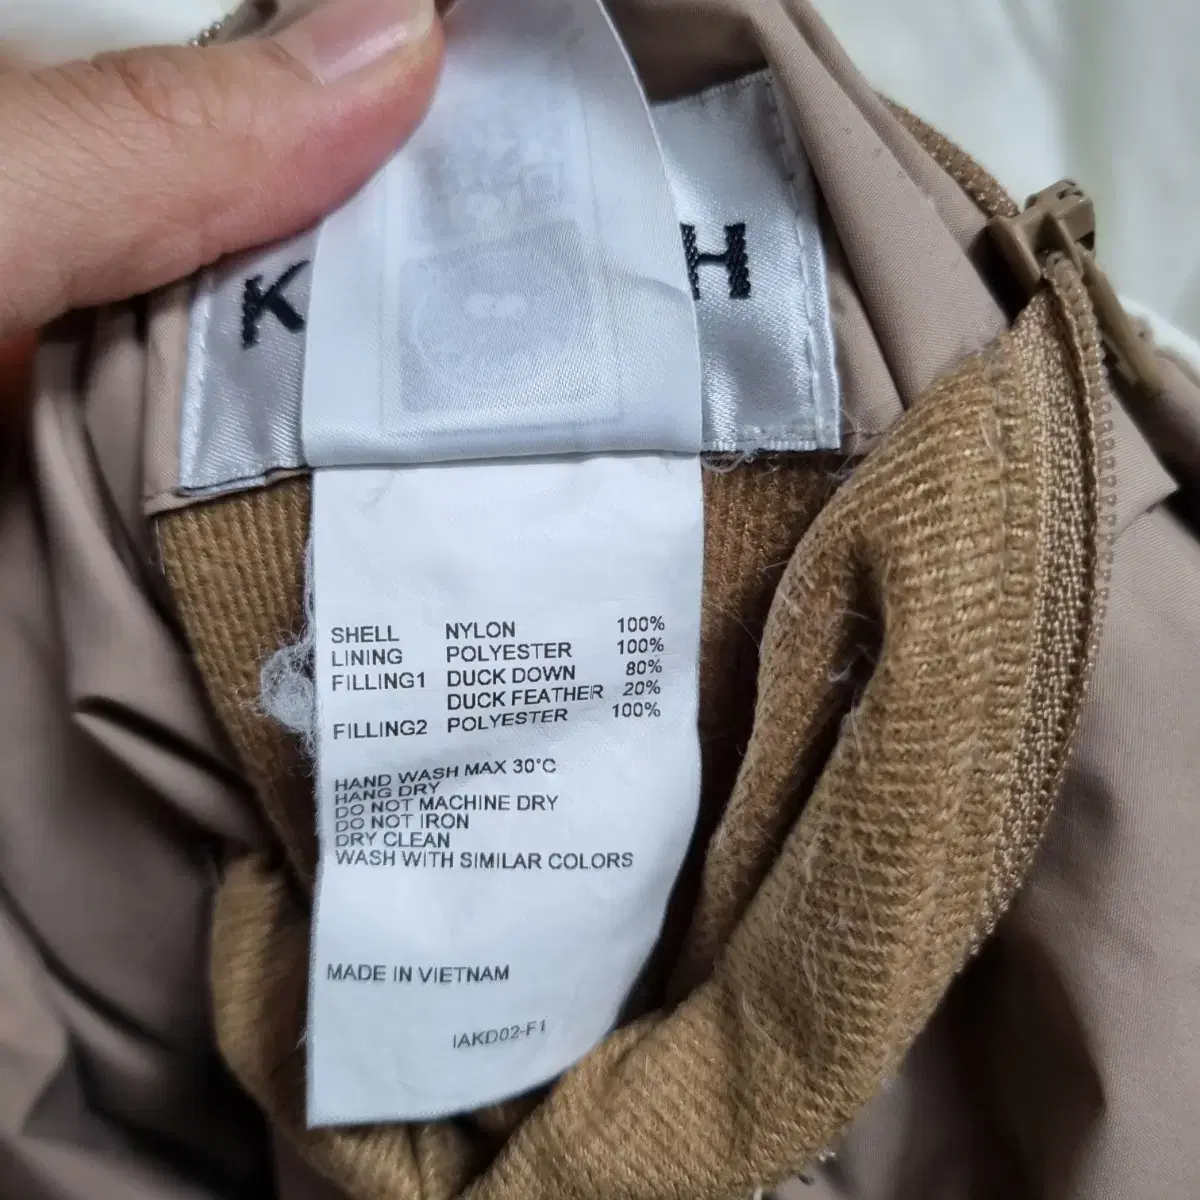 K H
SHELL NYLON 100%
LINING POLYESTER 100%
FILLING1 DUCK DOWN 80%
DUCK FEATHER 20%
FILLING2 POLYESTER 100%
HAND WASH MAX 30°C
HANG DRY
DO NOT MACHINE DRY
DO NOT IRON
DRY CLEAN
WASH WITH SIMILAR COLORS
MADE IN VIETNAM
IAKD02-F1